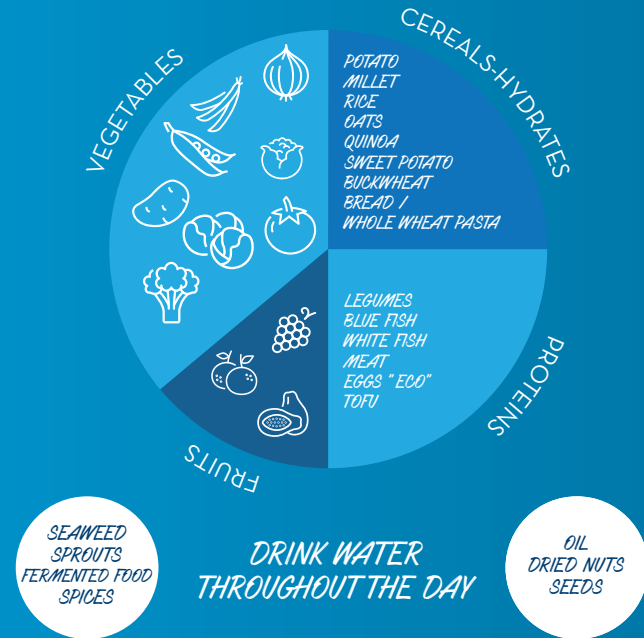 VEGETABLES
CEREALS-HYDRATES
POTATO
MILLET
RICE
OATS
QUINOA
SWEET POTATO
BUCKWHEAT
BREAD /
WHOLE WHEAT PASTA
LEGUMES
BLUE FISH
WHITE FISH
MEAT
EGGS "ECO"
TOFU
PROTEINS
FRUITS
SEAWEED
SPROUTS
FERMENTED FOOD
SPICES
DRINK WATER
THROUGHOUT THE DAY
OIL
DRIED NUTS
SEEDS